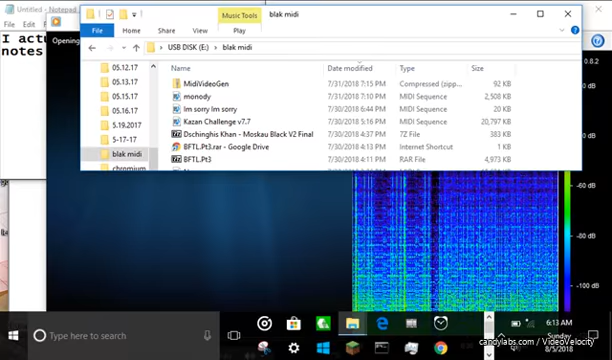 Untitled - Notepad
File Edit
I actu
notes
Opening
Music Tools
blak midi
File Home Share View Play
USB DISK (E:) › blak midi
Name Date modified Type Size
05.12.17
05.13.17
05.15.17
05.16.17
5.19.2017
5-17-17
blak midi
chromium
MidiVideoGen 7/31/2018 7:15 PM Compressed (zipp... 92 KB
monody 7/31/2018 7:10 PM MIDI Sequence 2,508 KB
Im sorry Im sorry 7/30/2018 6:44 PM MIDI Sequence 20 KB
Kazan Challenge v7.7 7/30/2018 5:16 PM MIDI Sequence 20,797 KB
Dschinghis Khan - Moskau Black V2 Final 7/30/2018 4:37 PM 7Z File 383 KB
BFTL.Pt3.rar - Google Drive 7/30/2018 4:13 PM Internet Shortcut 1 KB
BFTL.Pt3 7/30/2018 4:11 PM RAR File 4,973 KB
0.8.2
-60 dB
-80 dB
-100 dB
Type here to search
6:13 AM
Sunday
8/5/2018
candylabs.com / VideoVelocity